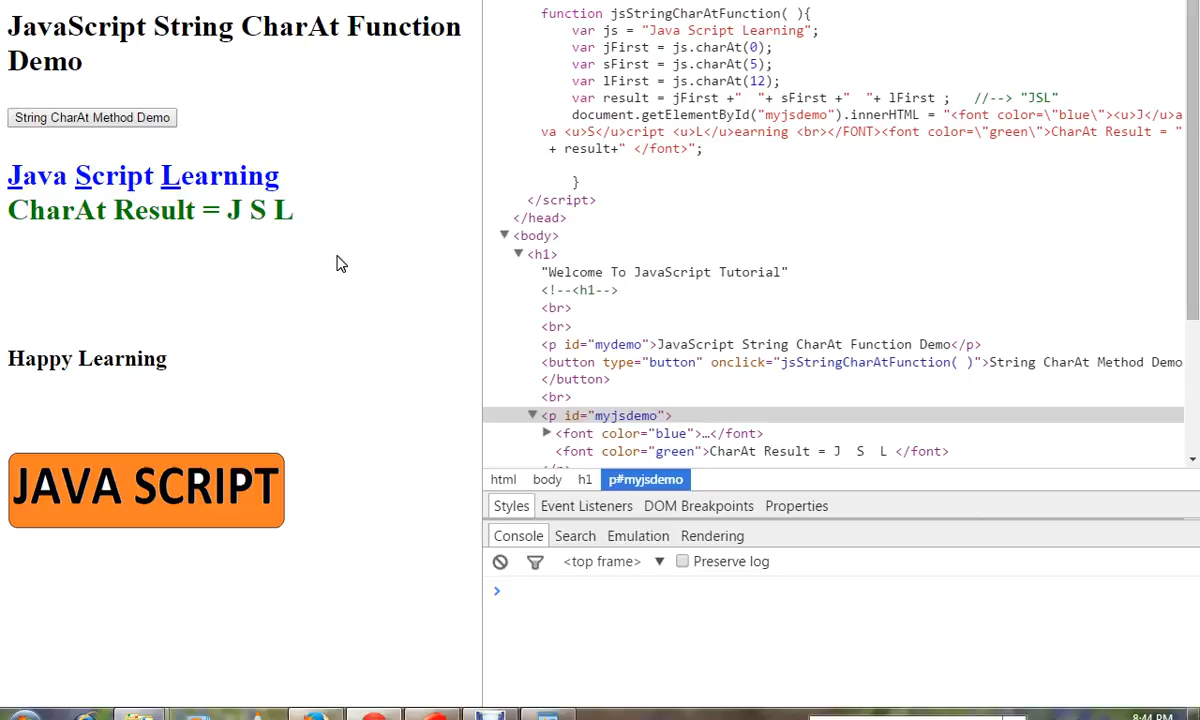 JavaScript String CharAt Function
Demo
String CharAt Method Demo
Java Script Learning
CharAt Result = J S L
Happy Learning
JAVA SCRIPT
function jsStringCharAtFunction( ){
var js = "Java Script Learning";
var jFirst = js.charAt(0);
var sFirst = js.charAt(5);
var lFirst = js.charAt(12);
var result = jFirst +"  "+ sFirst +"  "+ lFirst ;   //--> "JSL"
document.getElementById("myjsdemo").innerHTML = "<font color=\"blue\"><u>J</u>a
va <u>S</u>cript <u>L</u>earning <br></FONT><font color=\"green\">CharAt Result = "
+ result+" </font>";
}
</script>
</head>
<body>
<h1>
"Welcome To JavaScript Tutorial"
<!--<h1-->
<br>
<br>
<p id="mydemo">JavaScript String CharAt Function Demo</p>
<button type="button" onclick="jsStringCharAtFunction( )">String CharAt Method Demo
</button>
<br>
<p id="myjsdemo">
<font color="blue">…</font>
<font color="green">CharAt Result = J  S  L </font>
html body h1 p#myjsdemo
Styles Event Listeners DOM Breakpoints Properties
Console Search Emulation Rendering
<top frame> ▼ Preserve log
>
8:44 PM